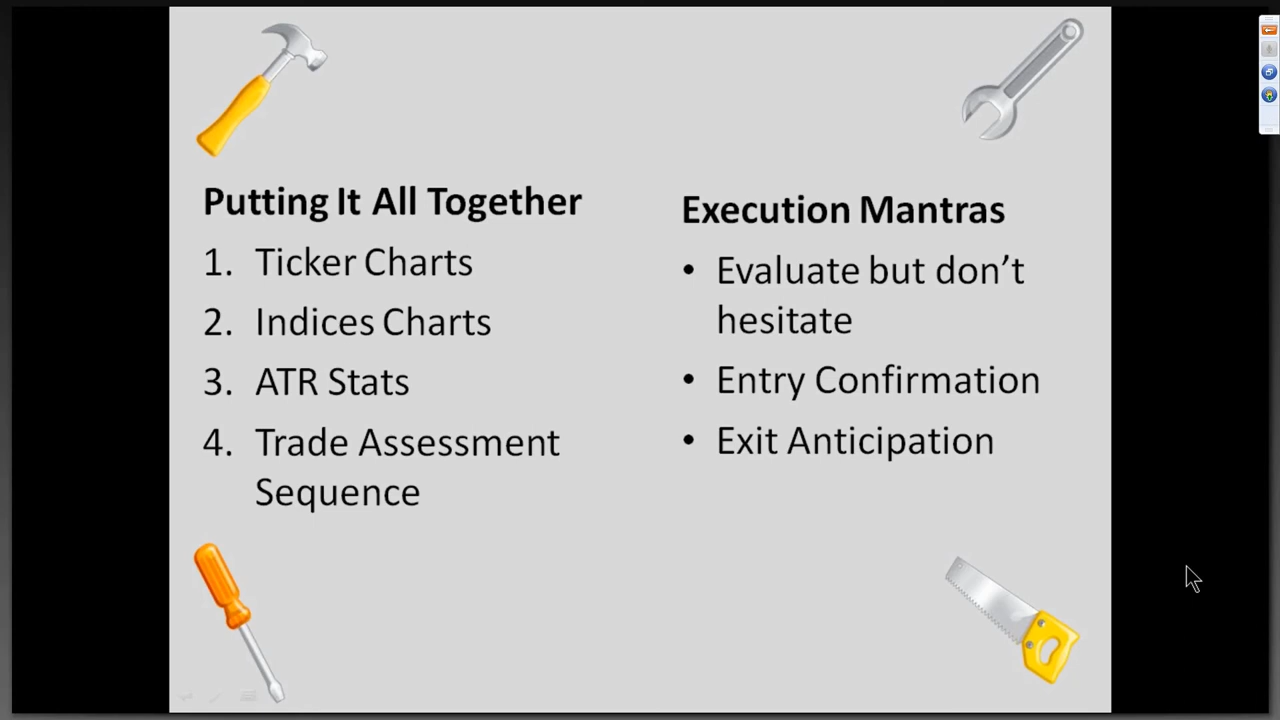 Putting It All Together
1. Ticker Charts
2. Indices Charts
3. ATR Stats
4. Trade Assessment
Sequence
Execution Mantras
• Evaluate but don’t
hesitate
• Entry Confirmation
• Exit Anticipation